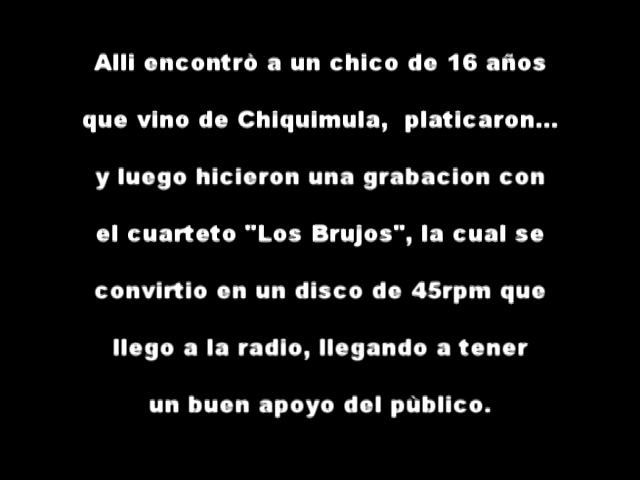 Alli encontrò a un chico de 16 años
que vino de Chiquimula, platicaron...
y luego hicieron una grabacion con
el cuarteto "Los Brujos", la cual se
convirtio en un disco de 45rpm que
llego a la radio, llegando a tener
un buen apoyo del pùblico.